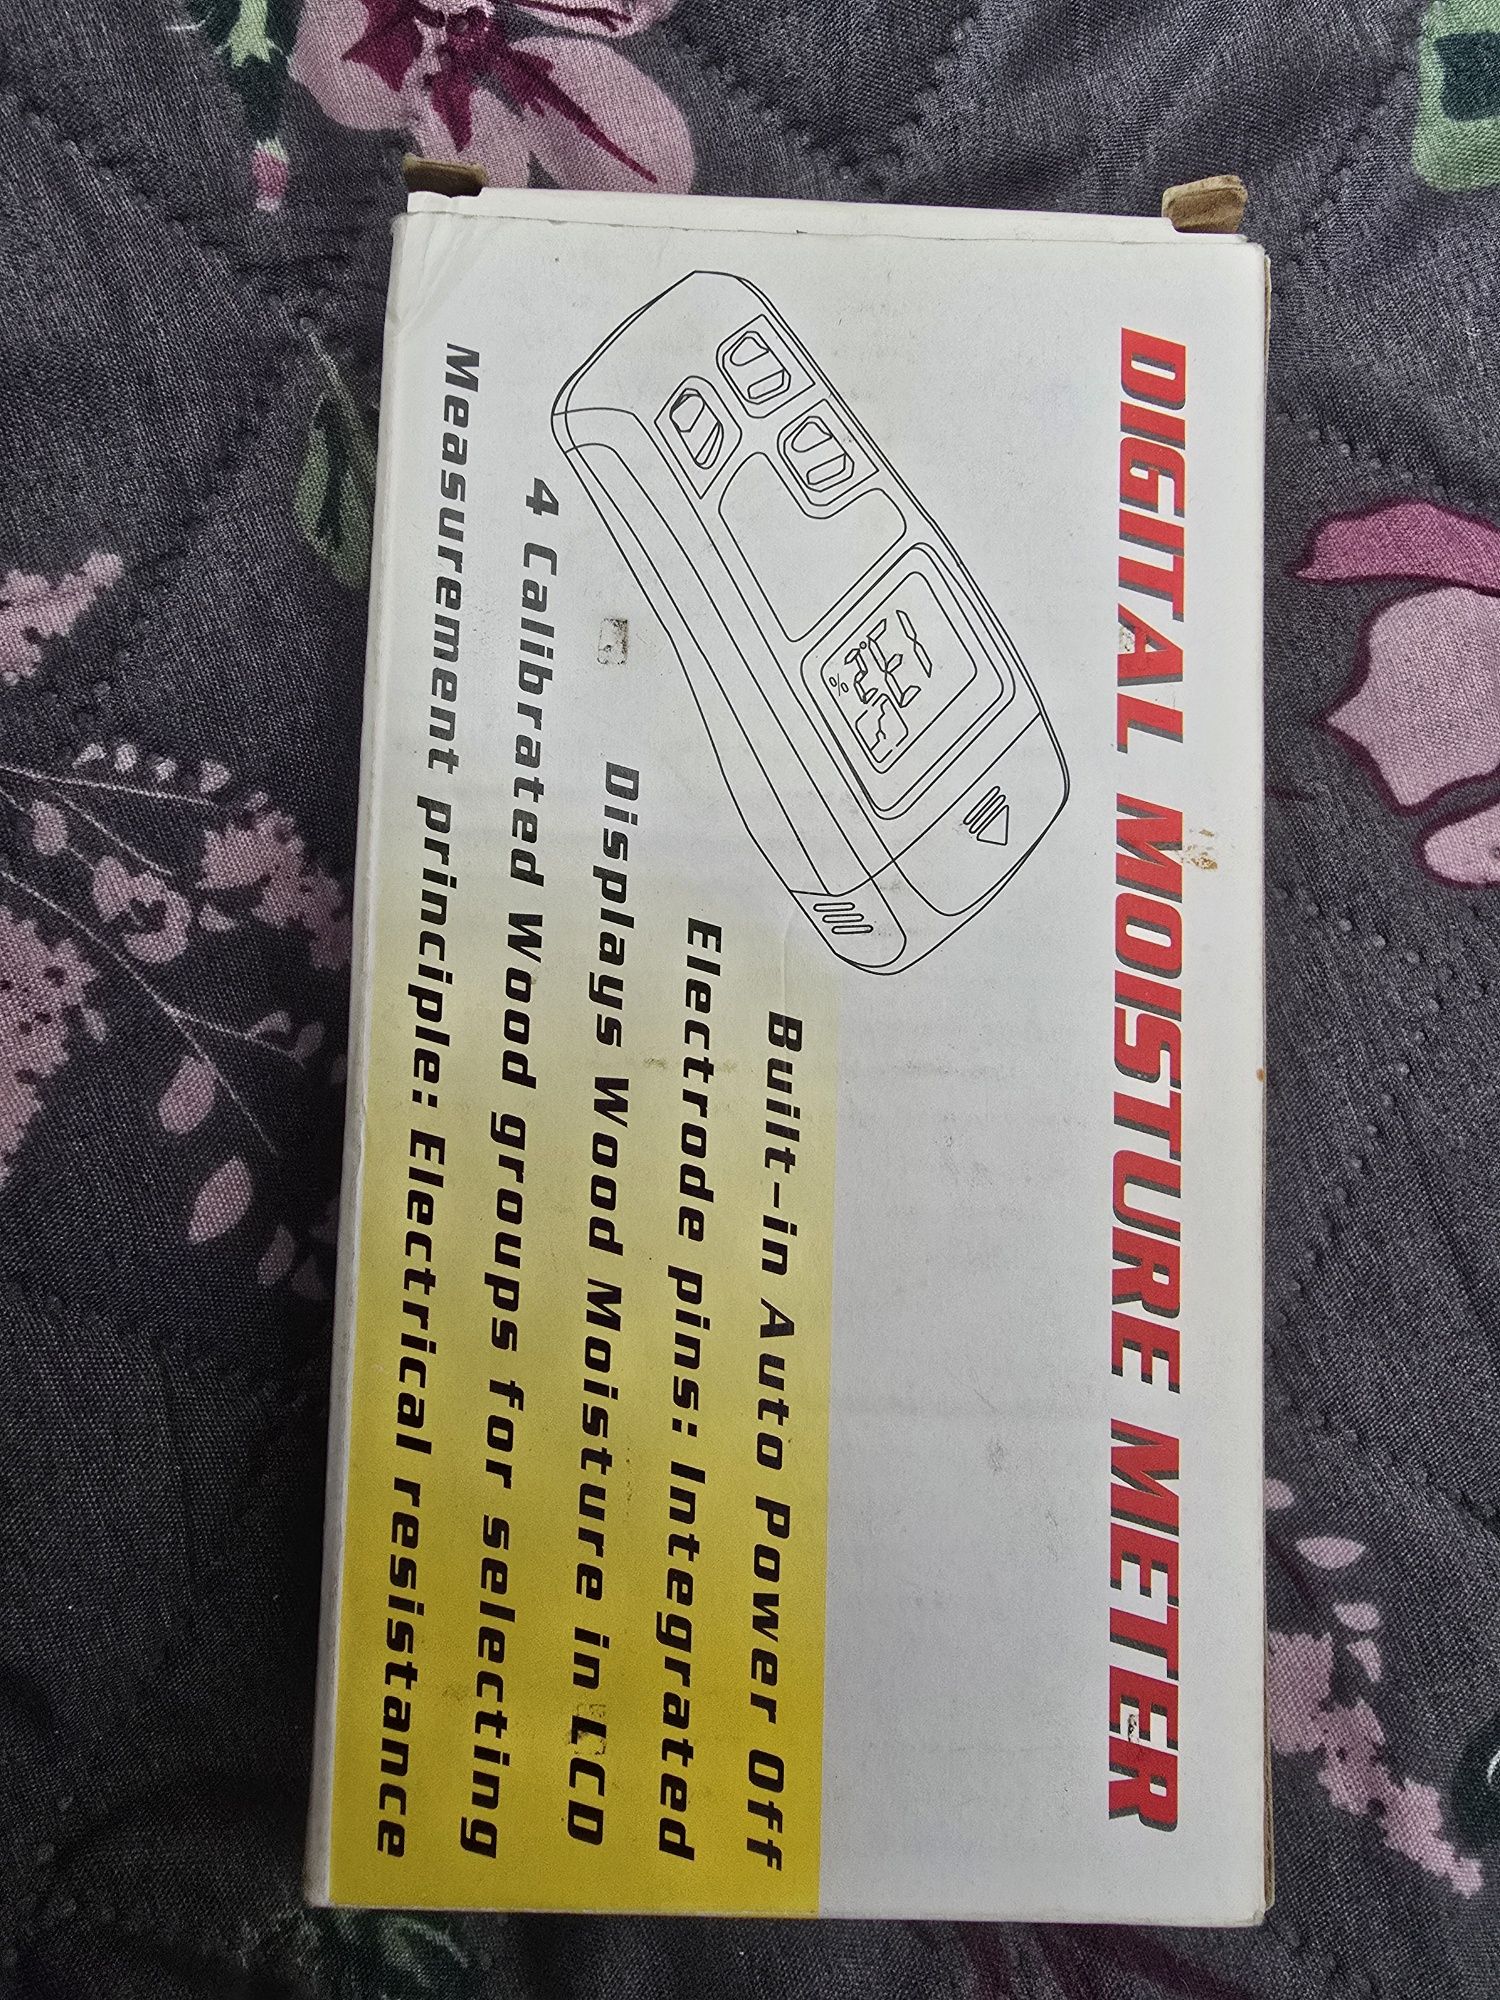 DIGITAL MOISTURE METER
Built-in Auto Power Off
Electrode pins: Integrated
Displays Wood Moisture in LCD
4 Calibrated Wood groups for selecting
Measurement principle: Electrical resistance